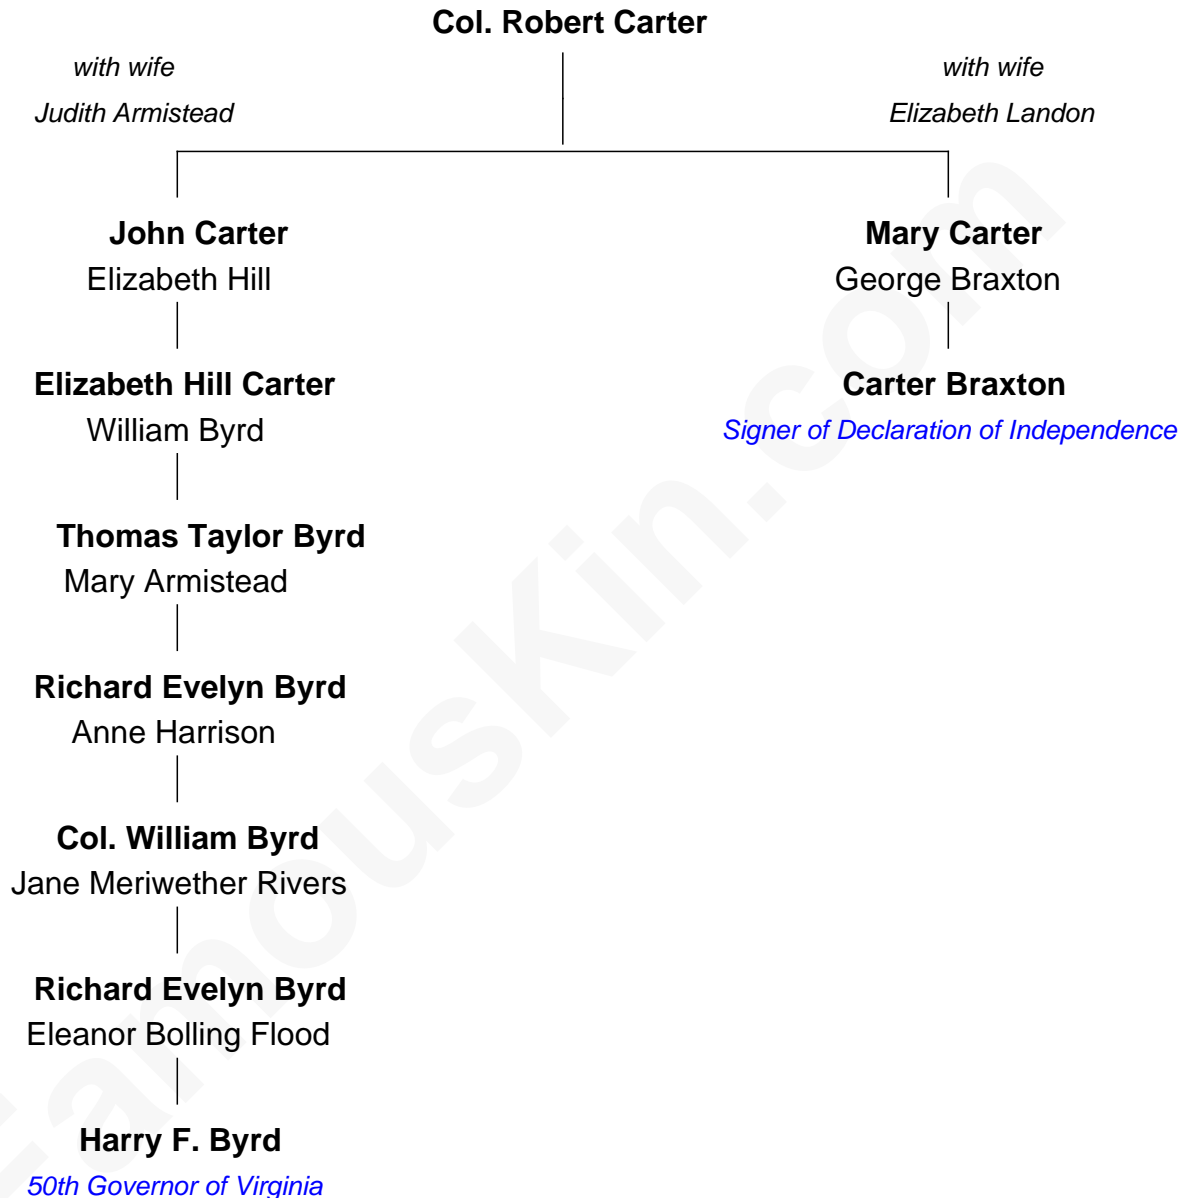 Col. Robert Carter
with wife
Judith Armistead
with wife
Elizabeth Landon
John Carter
Elizabeth Hill
Mary Carter
George Braxton
Elizabeth Hill Carter
William Byrd
Carter Braxton
Signer of Declaration of Independence
Thomas Taylor Byrd
Mary Armistead
Richard Evelyn Byrd
Anne Harrison
Col. William Byrd
Jane Meriwether Rivers
Richard Evelyn Byrd
Eleanor Bolling Flood
Harry F. Byrd
50th Governor of Virginia
FamousKin.com